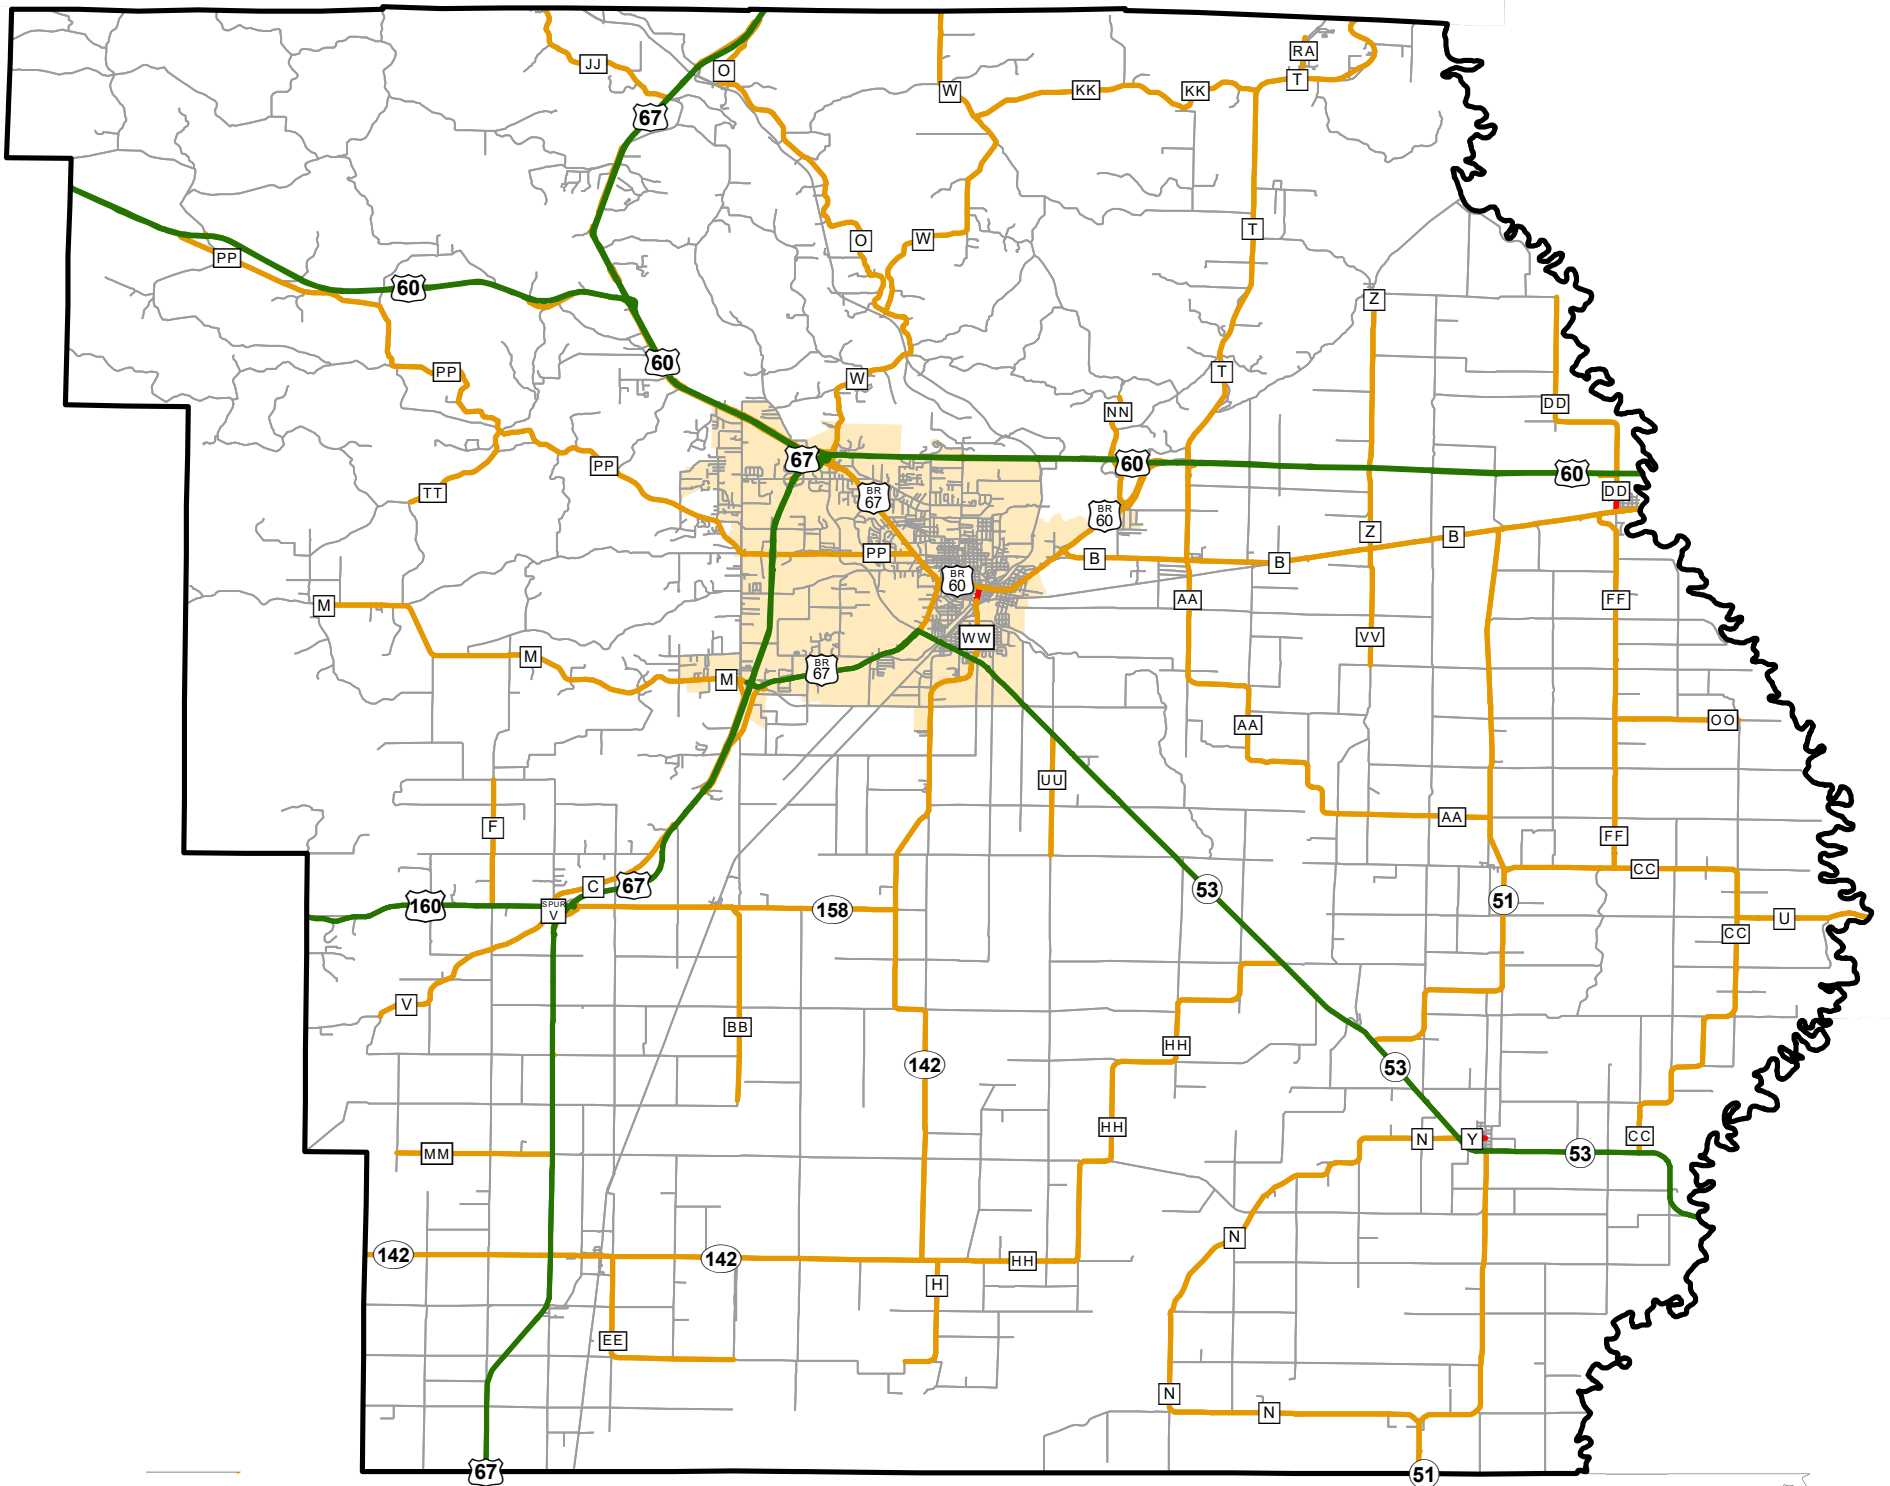 RA
JJ
O
T
W
KK
KK
67
T
O
W
PP
60
Z
60
PP
W
T
DD
NN
67
60
PP
60
TT
DD
BR
67
BR
60
Z
B
PP
B
B
BR
60
AA
FF
M
WW
VV
M
BR
67
M
OO
AA
UU
AA
F
FF
CC
C
67
53
51
160
SPUR
V
158
U
CC
V
BB
HH
142
53
HH
CC
N
Y
MM
53
N
142
142
HH
H
EE
N
N
67
51